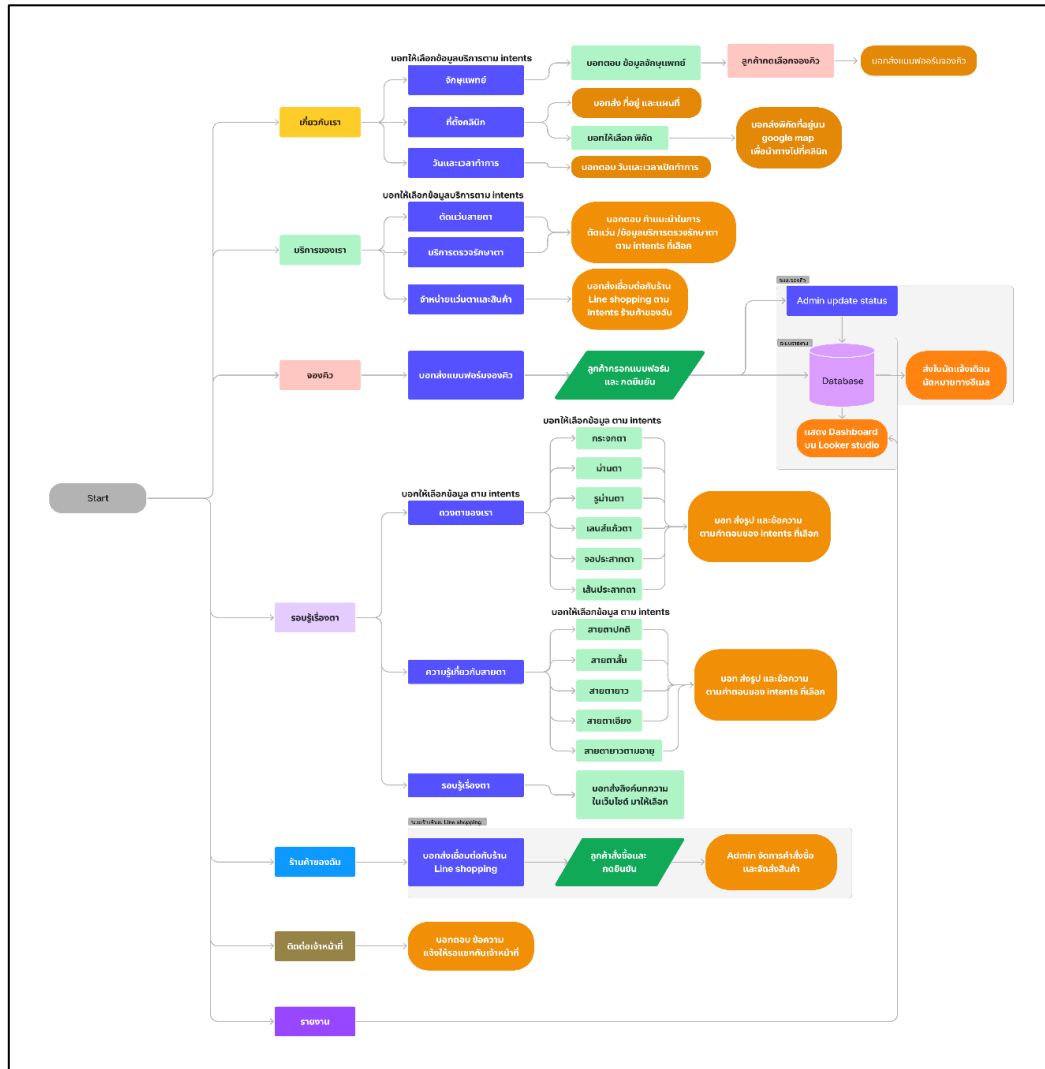 บอทให้เลือกข้อมูลบริการตาม intents
จักษุแพทย์
บอทตอบ ข้อมูลจักษุแพทย์
ลูกค้ากดเลือกจองคิว
บอทส่งแบบฟอร์มจองคิว
เกี่ยวกับเรา
ที่ตั้งคลินิก
บอทส่ง ที่อยู่ และแผนที่
บอทให้เลือก พิกัด
บอทส่งพิกัดที่อยู่บน
google map
เพื่อนำทางไปที่คลินิก
วันและเวลาทำการ
บอทตอบ วันและเวลาเปิดทำการ
บอทให้เลือกข้อมูลบริการตาม intents
ตัดแว่นสายตา
บริการของเรา
บริการตรวจรักษาตา
บอทตอบ คำแนะนำในการ
ตัดแว่น /ข้อมูลบริการตรวจรักษาตา
ตาม intents ที่เลือก
จำหน่ายแว่นตาและสินค้า
บอทส่งเชื่อมต่อกับร้าน
Line shopping ตาม
intents ร้านค้าของฉัน
Admin update status
จองคิว
บอทส่งแบบฟอร์มจองคิว
ลูกค้ากรอกแบบฟอร์ม
และ กดยืนยัน
Database
ส่งใบนัดแจ้งเตือน
นัดหมายทางอีเมล
แสดง Dashboard
บน Looker studio
Start
บอทให้เลือกข้อมูล ตาม intents
กระจกตา
ม่านตา
บอทให้เลือกข้อมูล ตาม intents
ดวงตาของเรา
รูม่านตา
เลนส์แก้วตา
จอประสาทตา
เส้นประสาทตา
บอท ส่งรูป และข้อความ
ตามคำตอบของ intents ที่เลือก
รอบรู้เรื่องตา
บอทให้เลือกข้อมูล ตาม intents
สายตาปกติ
สายตาสั้น
ความรู้เกี่ยวกับสายตา
สายตายาว
สายตาเอียง
สายตายาวตามอายุ
บอท ส่งรูป และข้อความ
ตามคำตอบของ intents ที่เลือก
รอบรู้เรื่องตา
บอทส่งลิงค์บทความ
ในเว็บไซต์ มาให้เลือก
ร้านค้าของฉัน
บอทส่งเชื่อมต่อกับร้าน
Line shopping
ลูกค้าสั่งซื้อและ
กดยืนยัน
Admin จัดการคำสั่งซื้อ
และจัดส่งสินค้า
ติดต่อเจ้าหน้าที่
บอทตอบ ข้อความ
แจ้งให้รอแชทกับเจ้าหน้าที่
รายงาน